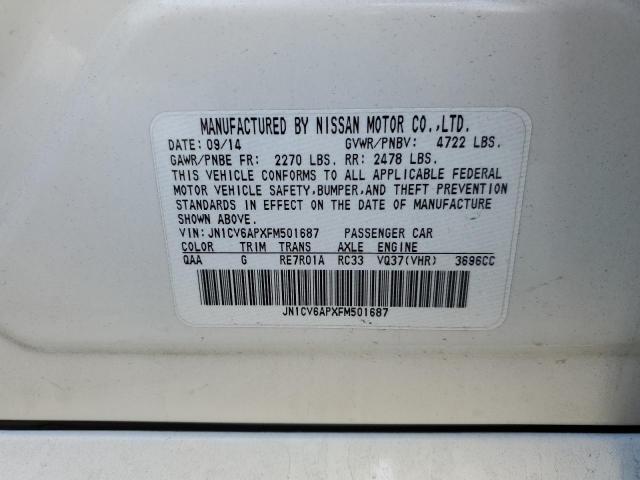 MANUFACTURED BY NISSAN MOTOR CO.,LTD.
DATE: 09/14 GVWR/PNBV: 4722 LBS.
GAWR/PNBE FR: 2270 LBS. RR: 2478 LBS.
THIS VEHICLE CONFORMS TO ALL APPLICABLE FEDERAL
MOTOR VEHICLE SAFETY,BUMPER,AND THEFT PREVENTION
STANDARDS IN EFFECT ON THE DATE OF MANUFACTURE
SHOWN ABOVE.
VIN:JN1CV6APXFM501687 PASSENGER CAR
COLOR TRIM TRANS AXLE ENGINE
QAA G RE7R01A RC33 VQ37(VHR) 3696CC
JN1CV6APXFM501687